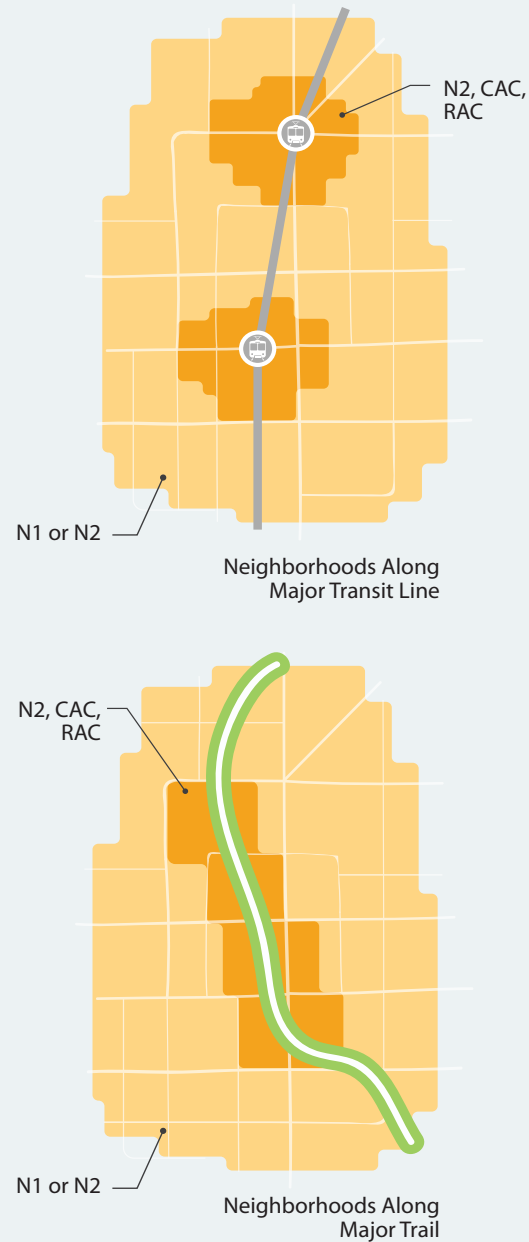 N2, CAC,
RAC
N1 or N2
Neighborhoods Along
Major Transit Line
N2, CAC,
RAC
N1 or N2
Neighborhoods Along
Major Trail